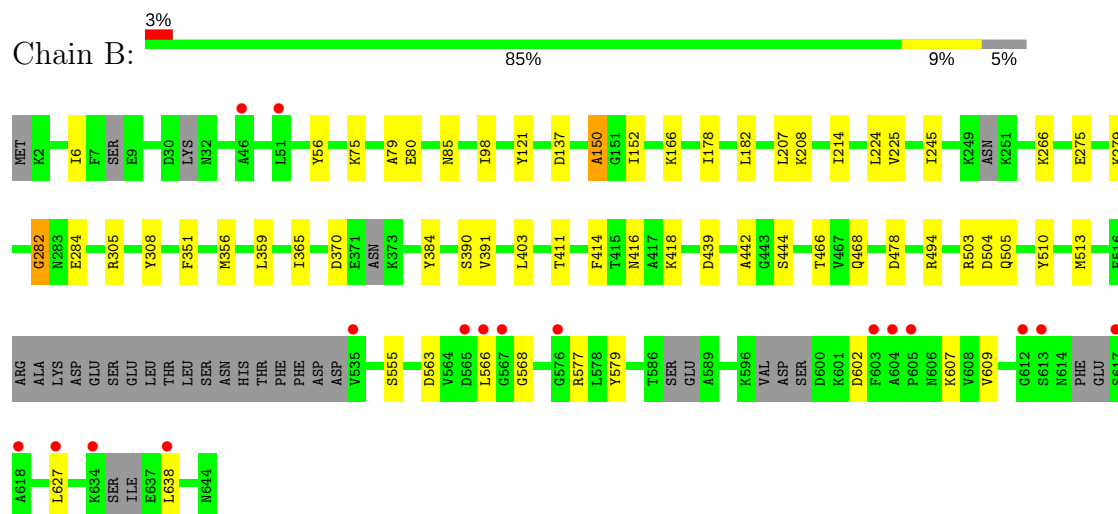 3%
Chain B:
85% 9% 5%
MET K2 I6 F7 SER E9 D30 LYS N32 A46 L51 Y56 K75 A79 E80 N85 I98 Y121 D137 A150 G151 I152 K166 I178 L182 L207 K208 I214 L224 V225 I245 K249 ASN K251 K266 E275 K279
G282 N283 E284 R305 Y308 F351 M356 L359 I365 D370 E371 ASN K373 Y384 S390 V391 L403 T411 F414 T415 N416 A417 K418 D439 A442 G443 S444 T466 V467 Q468 D478 R494 R503 D504 Q505 Y510 M513 E516
ARG ALA LYS ASP GLU SER SER GLU LEU THR LEU SER ASN HIS THR PHE PHE ASP ASP V535 S555 D563 V564 D565 L566 G567 G568 G576 R577 L578 Y579 T586 SER GLU A589 K596 VAL ASP SER D600 K601 D602 F603 A604 P605 N606 K607 V608 V609 G612 S613 N614 PHE GLU S617
A618 L627 K634 SER ILE E637 L638 N644